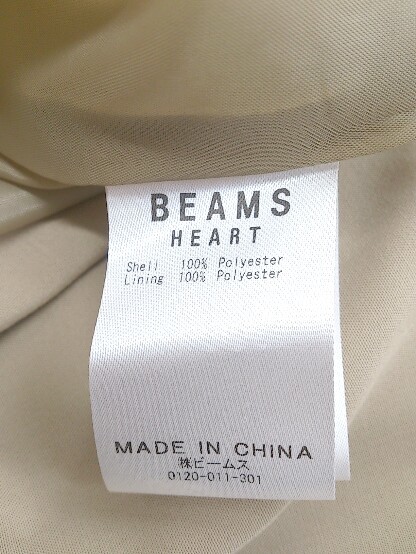 BEAMS
HEART
Shell 100% Polyester
Lining 100% Polyester
MADE IN CHINA
㈱ビームス
0120-011-301